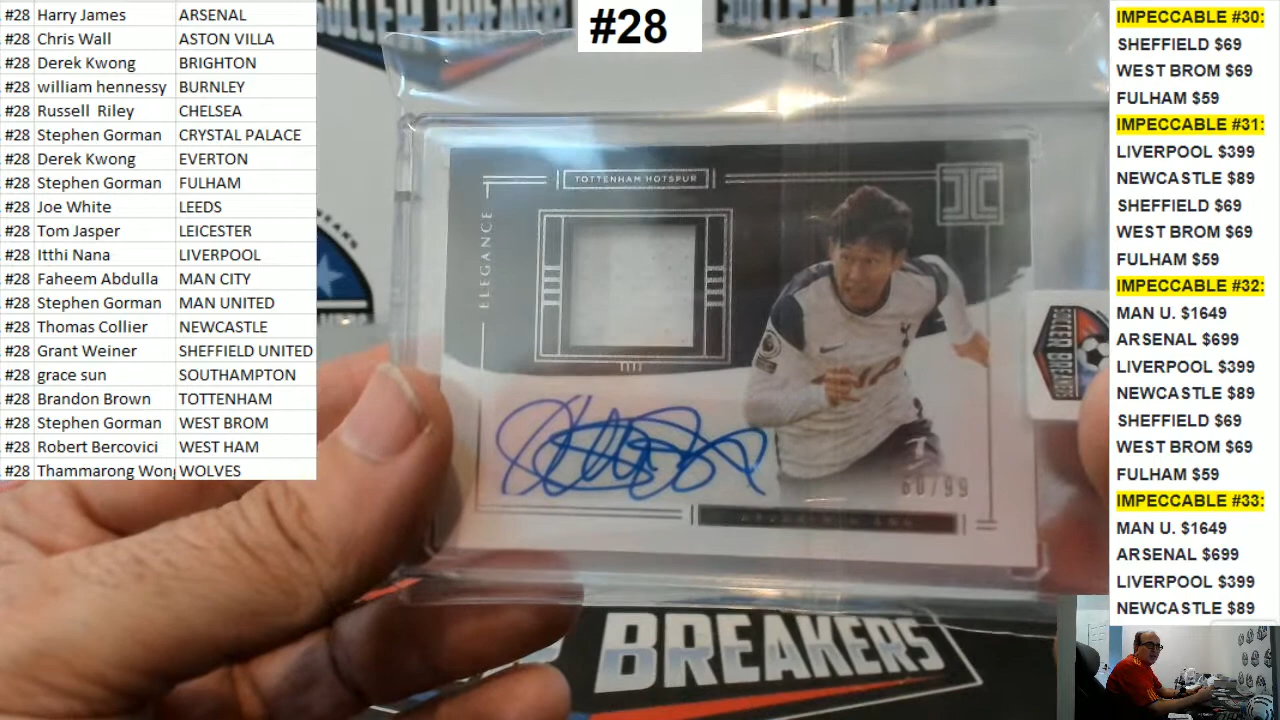 #28 Harry James ARSENAL
#28 Chris Wall ASTON VILLA
#28 Derek Kwong BRIGHTON
#28 william hennessy BURNLEY
#28 Russell Riley CHELSEA
#28 Stephen Gorman CRYSTAL PALACE
#28 Derek Kwong EVERTON
#28 Stephen Gorman FULHAM
#28 Joe White LEEDS
#28 Tom Jasper LEICESTER
#28 Itthi Nana LIVERPOOL
#28 Faheem Abdulla MAN CITY
#28 Stephen Gorman MAN UNITED
#28 Thomas Collier NEWCASTLE
#28 Grant Weiner SHEFFIELD UNITED
#28 grace sun SOUTHAMPTON
#28 Brandon Brown TOTTENHAM
#28 Stephen Gorman WEST BROM
#28 Robert Bercovici WEST HAM
#28 Thammarong Wong WOLVES
#28
TOTTENHAM HOTSPUR
ELEGANCE
60/99
SOCCER BREAKERS
BREAKERS
IMPECCABLE #30:
SHEFFIELD $69
WEST BROM $69
FULHAM $59
IMPECCABLE #31:
LIVERPOOL $399
NEWCASTLE $89
SHEFFIELD $69
WEST BROM $69
FULHAM $59
IMPECCABLE #32:
MAN U. $1649
ARSENAL $699
LIVERPOOL $399
NEWCASTLE $89
SHEFFIELD $69
WEST BROM $69
FULHAM $59
IMPECCABLE #33:
MAN U. $1649
ARSENAL $699
LIVERPOOL $399
NEWCASTLE $89